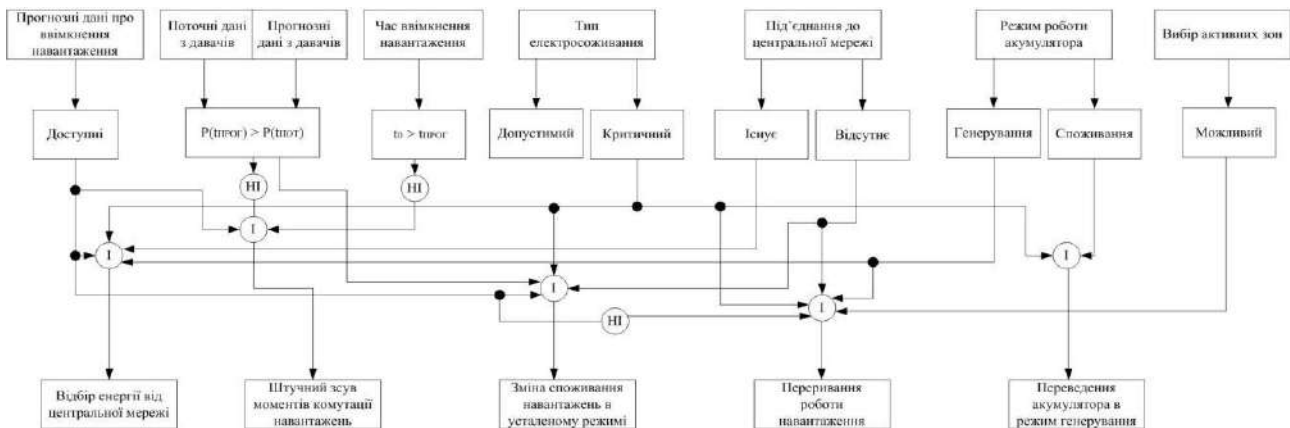 Прогнозні дані про
ввімкнення
навантаження
Поточні дані
з давачів
Прогнозні
дані з давачів
Час ввімкнення
навантаження
Тип
електросоживання
Під’єднання до
центральної мережі
Режим роботи
акумулятора
Вибір активних зон
Доступні
P(tпрог) > P(tпот)
t₀ > tпрог
Допустимий
Критичний
Існує
Відсутнє
Генерування
Споживання
Можливий
НІ
НІ
І
І
І
І
НІ
І
Відбір енергії від
центральної мережі
Штучний зсув
моментів комутації
навантажень
Зміна споживання
навантажень в
усталеному режимі
Переривання
роботи
навантаження
Переведення
акумулятора в
режим генерування